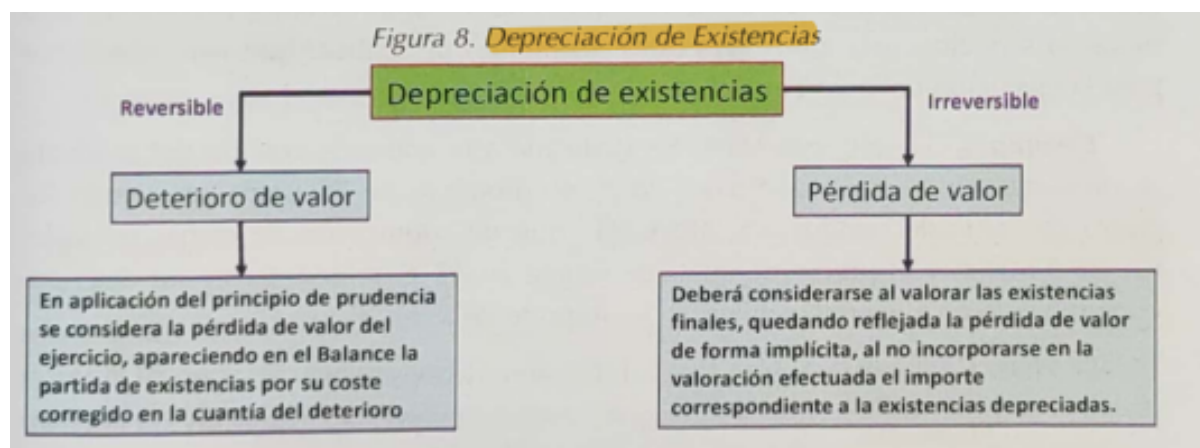 Figura 8. Depreciación de Existencias
Depreciación de existencias
Reversible
Irreversible
Deterioro de valor
Pérdida de valor
En aplicación del principio de prudencia
se considera la pérdida de valor del
ejercicio, apareciendo en el Balance la
partida de existencias por su coste
corregido en la cuantía del deterioro
Deberá considerarse al valorar las existencias
finales, quedando reflejada la pérdida de valor
de forma implícita, al no incorporarse en la
valoración efectuada el importe
correspondiente a la existencias depreciadas.